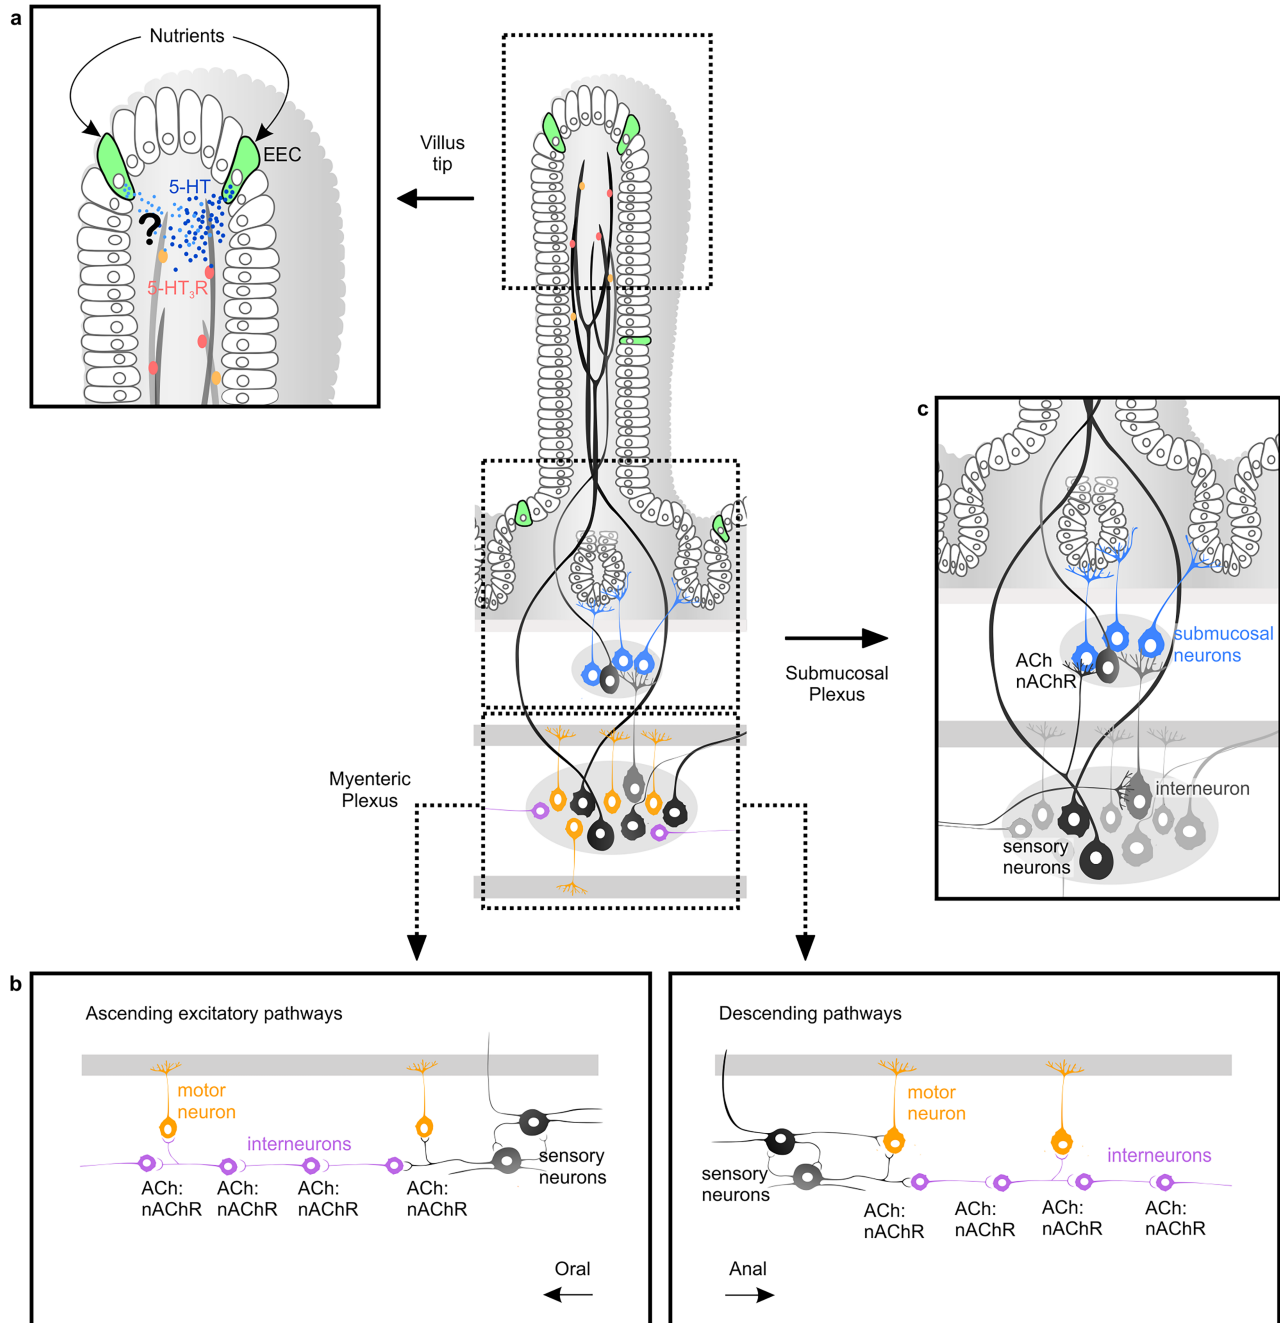 a
Nutrients
EEC
5-HT
?
5-HT₃R
Villus
tip
c
ACh
nAChR
submucosal
neurons
interneuron
sensory
neurons
Submucosal
Plexus
Myenteric
Plexus
b
Ascending excitatory pathways
motor
neuron
interneurons
sensory
neurons
ACh:
nAChR
ACh:
nAChR
ACh:
nAChR
ACh:
nAChR
Oral
Descending pathways
motor
neuron
interneurons
sensory
neurons
ACh:
nAChR
ACh:
nAChR
ACh:
nAChR
ACh:
nAChR
Anal